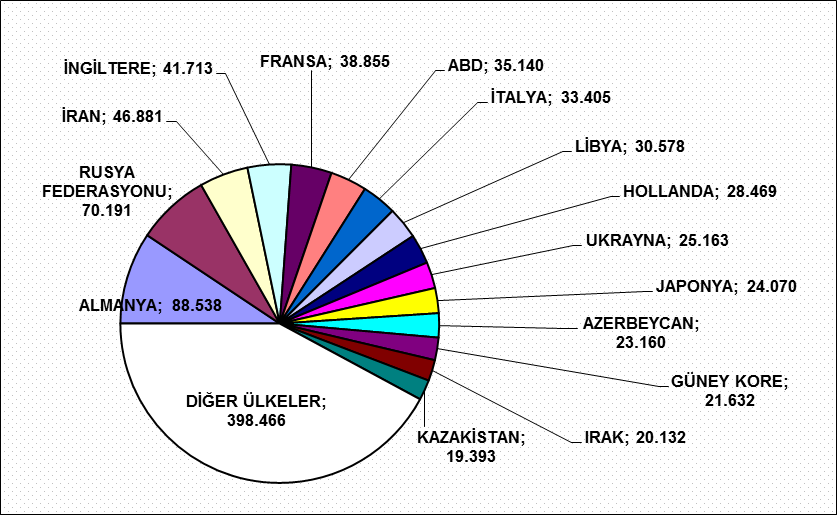 FRANSA; 38.855
İNGİLTERE; 41.713
ABD; 35.140
İTALYA; 33.405
İRAN; 46.881
LİBYA; 30.578
RUSYA
FEDERASYONU;
70.191
HOLLANDA; 28.469
UKRAYNA; 25.163
JAPONYA; 24.070
ALMANYA; 88.538
AZERBEYCAN;
23.160
GÜNEY KORE;
21.632
DİĞER ÜLKELER;
398.466
KAZAKİSTAN;
19.393
IRAK; 20.132